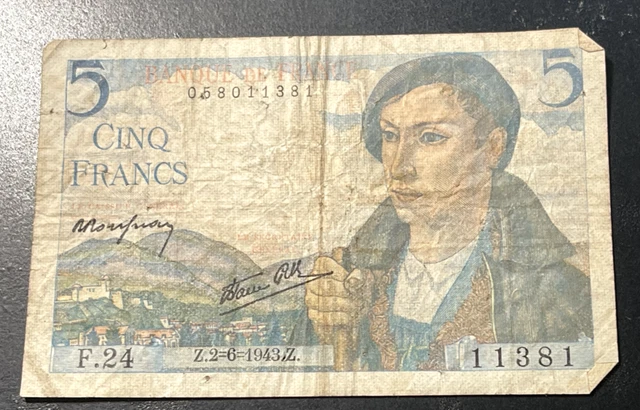 BANQUE DE FRANCE
5
5
058011381
CINQ
FRANCS
F.24
Z.2=6=1943.Z.
11381